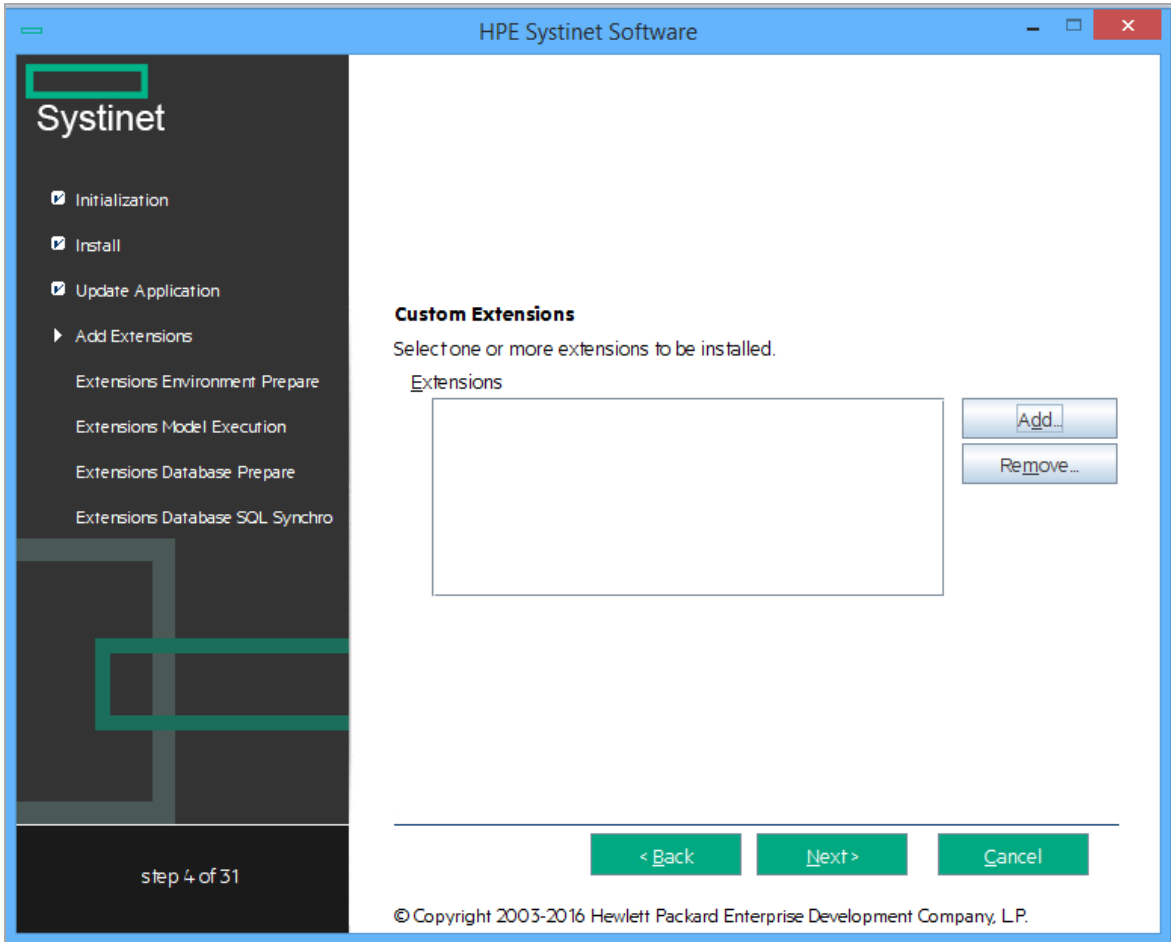 HPE Systinet Software
Systinet
Initialization
Install
Update Application
Add Extensions
Extensions Environment Prepare
Extensions Model Execution
Extensions Database Prepare
Extensions Database SQL Synchro
step 4 of 31
Custom Extensions
Select one or more extensions to be installed.
Extensions
Add...
Remove...
< Back
Next >
Cancel
© Copyright 2003-2016 Hewlett Packard Enterprise Development Company, L.P.